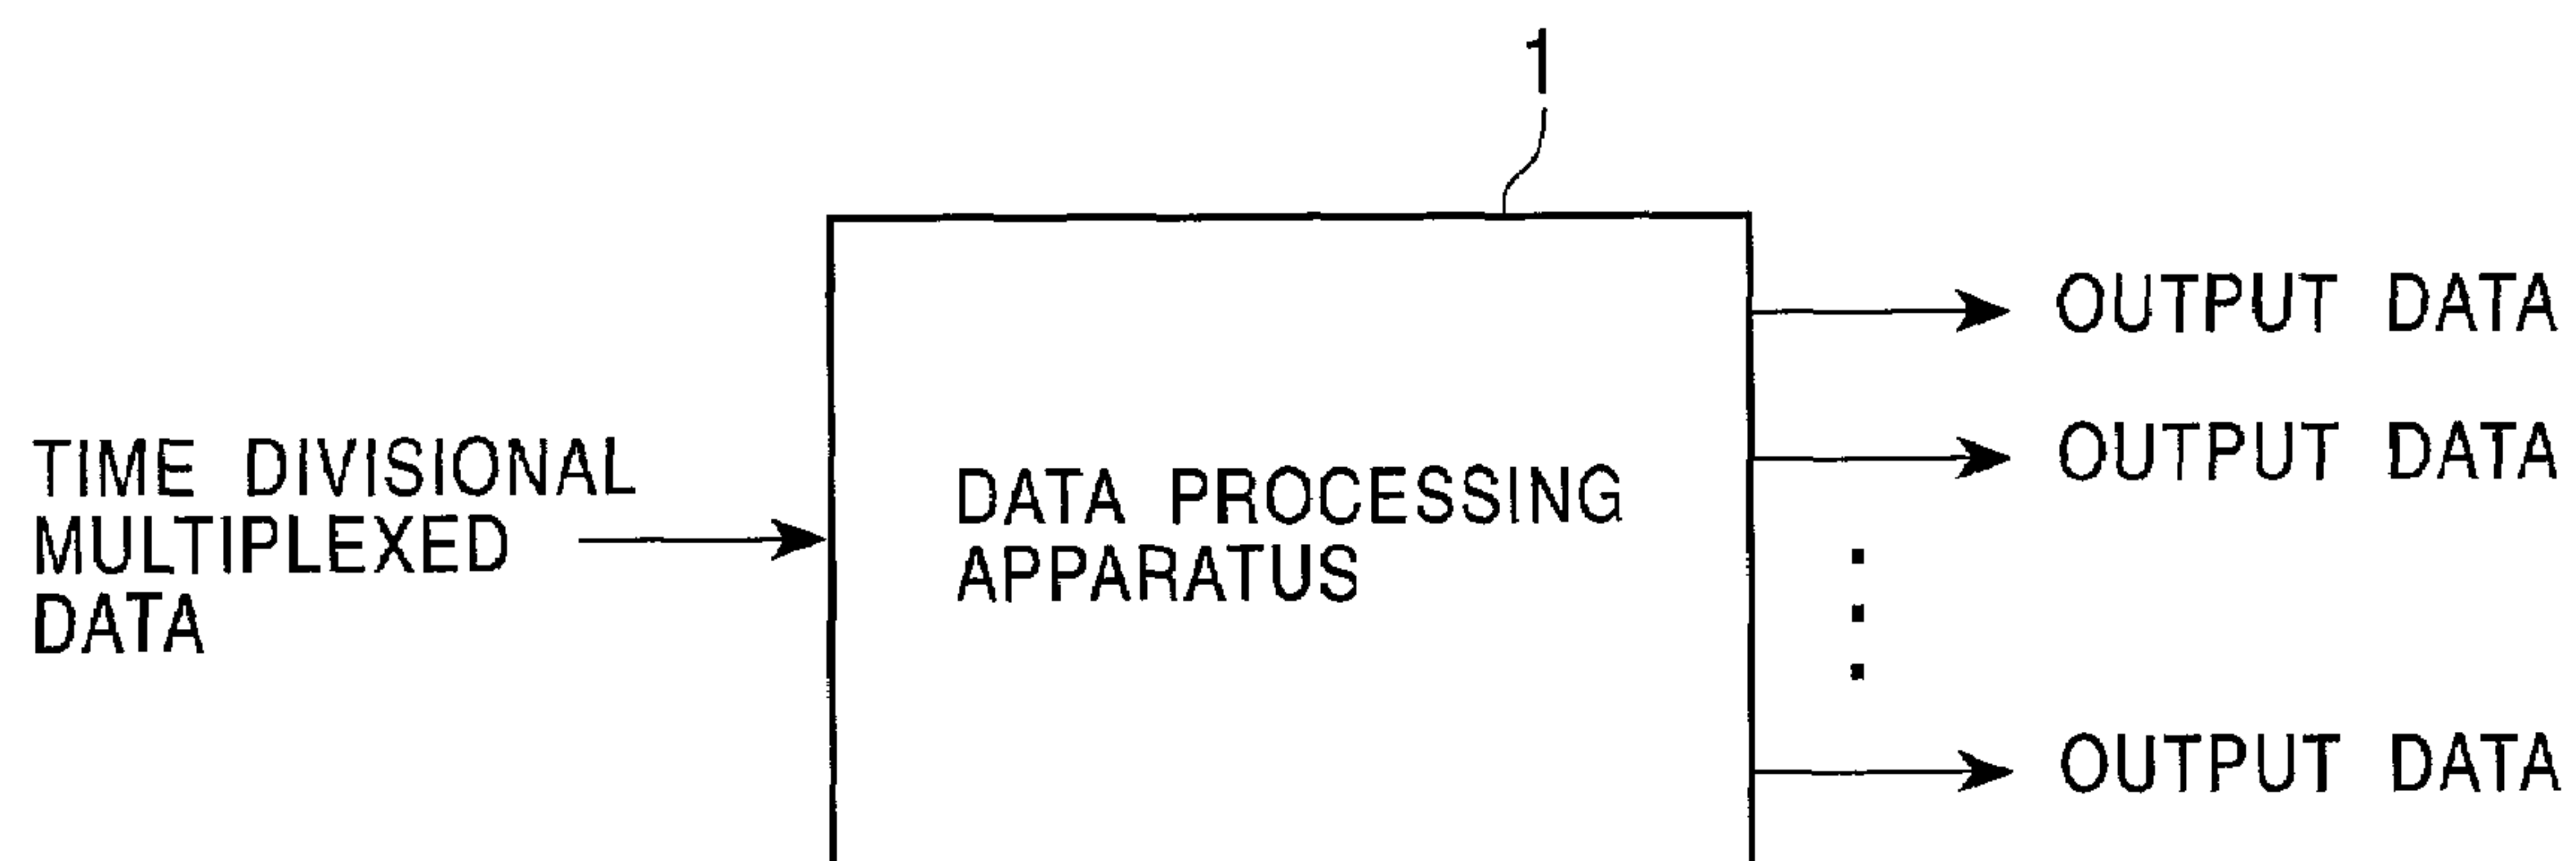 1
TIME DIVISIONAL
MULTIPLEXED
DATA
DATA PROCESSING
APPARATUS
OUTPUT DATA
OUTPUT DATA
OUTPUT DATA